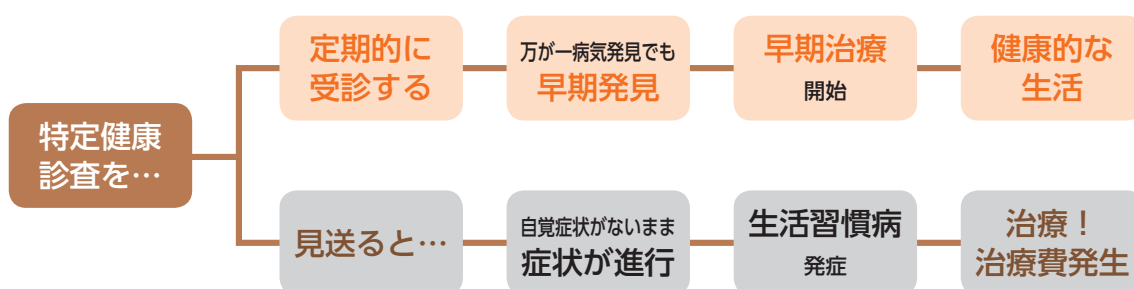 特定健康
診査を…
定期的に
受診する
万が一病気発見でも
早期発見
早期治療
開始
健康的な
生活
見送ると…
自覚症状がないまま
症状が進行
生活習慣病
発症
治療！
治療費発生